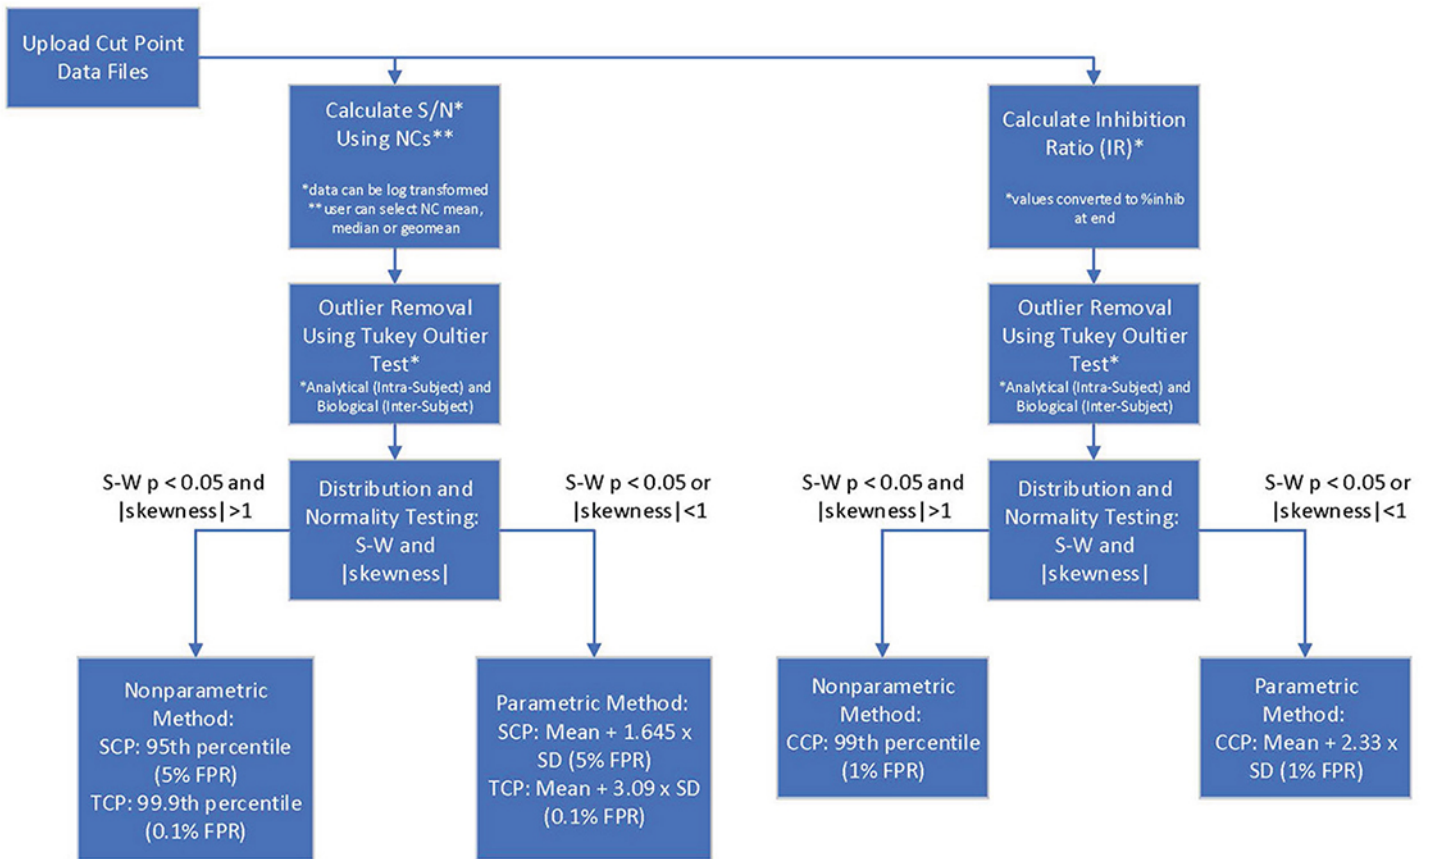 Upload Cut Point
Data Files
Calculate S/N*
Using NCs**
*data can be log transformed
**user can select NC mean,
median or geomean
Calculate Inhibition
Ratio (IR)*
*values converted to %inhib
at end
Outlier Removal
Using Tukey Oultier
Test*
*Analytical (Intra-Subject) and
Biological (Inter-Subject)
Outlier Removal
Using Tukey Oultier
Test*
*Analytical (Intra-Subject) and
Biological (Inter-Subject)
S-W p < 0.05 and
|skewness|>1
Distribution and
Normality Testing:
S-W and
|skewness|
S-W p < 0.05 or
|skewness|<1
S-W p < 0.05 and
|skewness|>1
Distribution and
Normality Testing:
S-W and
|skewness|
S-W p < 0.05 or
|skewness|<1
Nonparametric
Method:
SCP: 95th percentile
(5% FPR)
TCP: 99.9th percentile
(0.1% FPR)
Parametric Method:
SCP: Mean + 1.645 x
SD (5% FPR)
TCP: Mean + 3.09 x SD
(0.1% FPR)
Nonparametric
Method:
CCP: 99th percentile
(1% FPR)
Parametric
Method:
CCP: Mean + 2.33 x
SD (1% FPR)